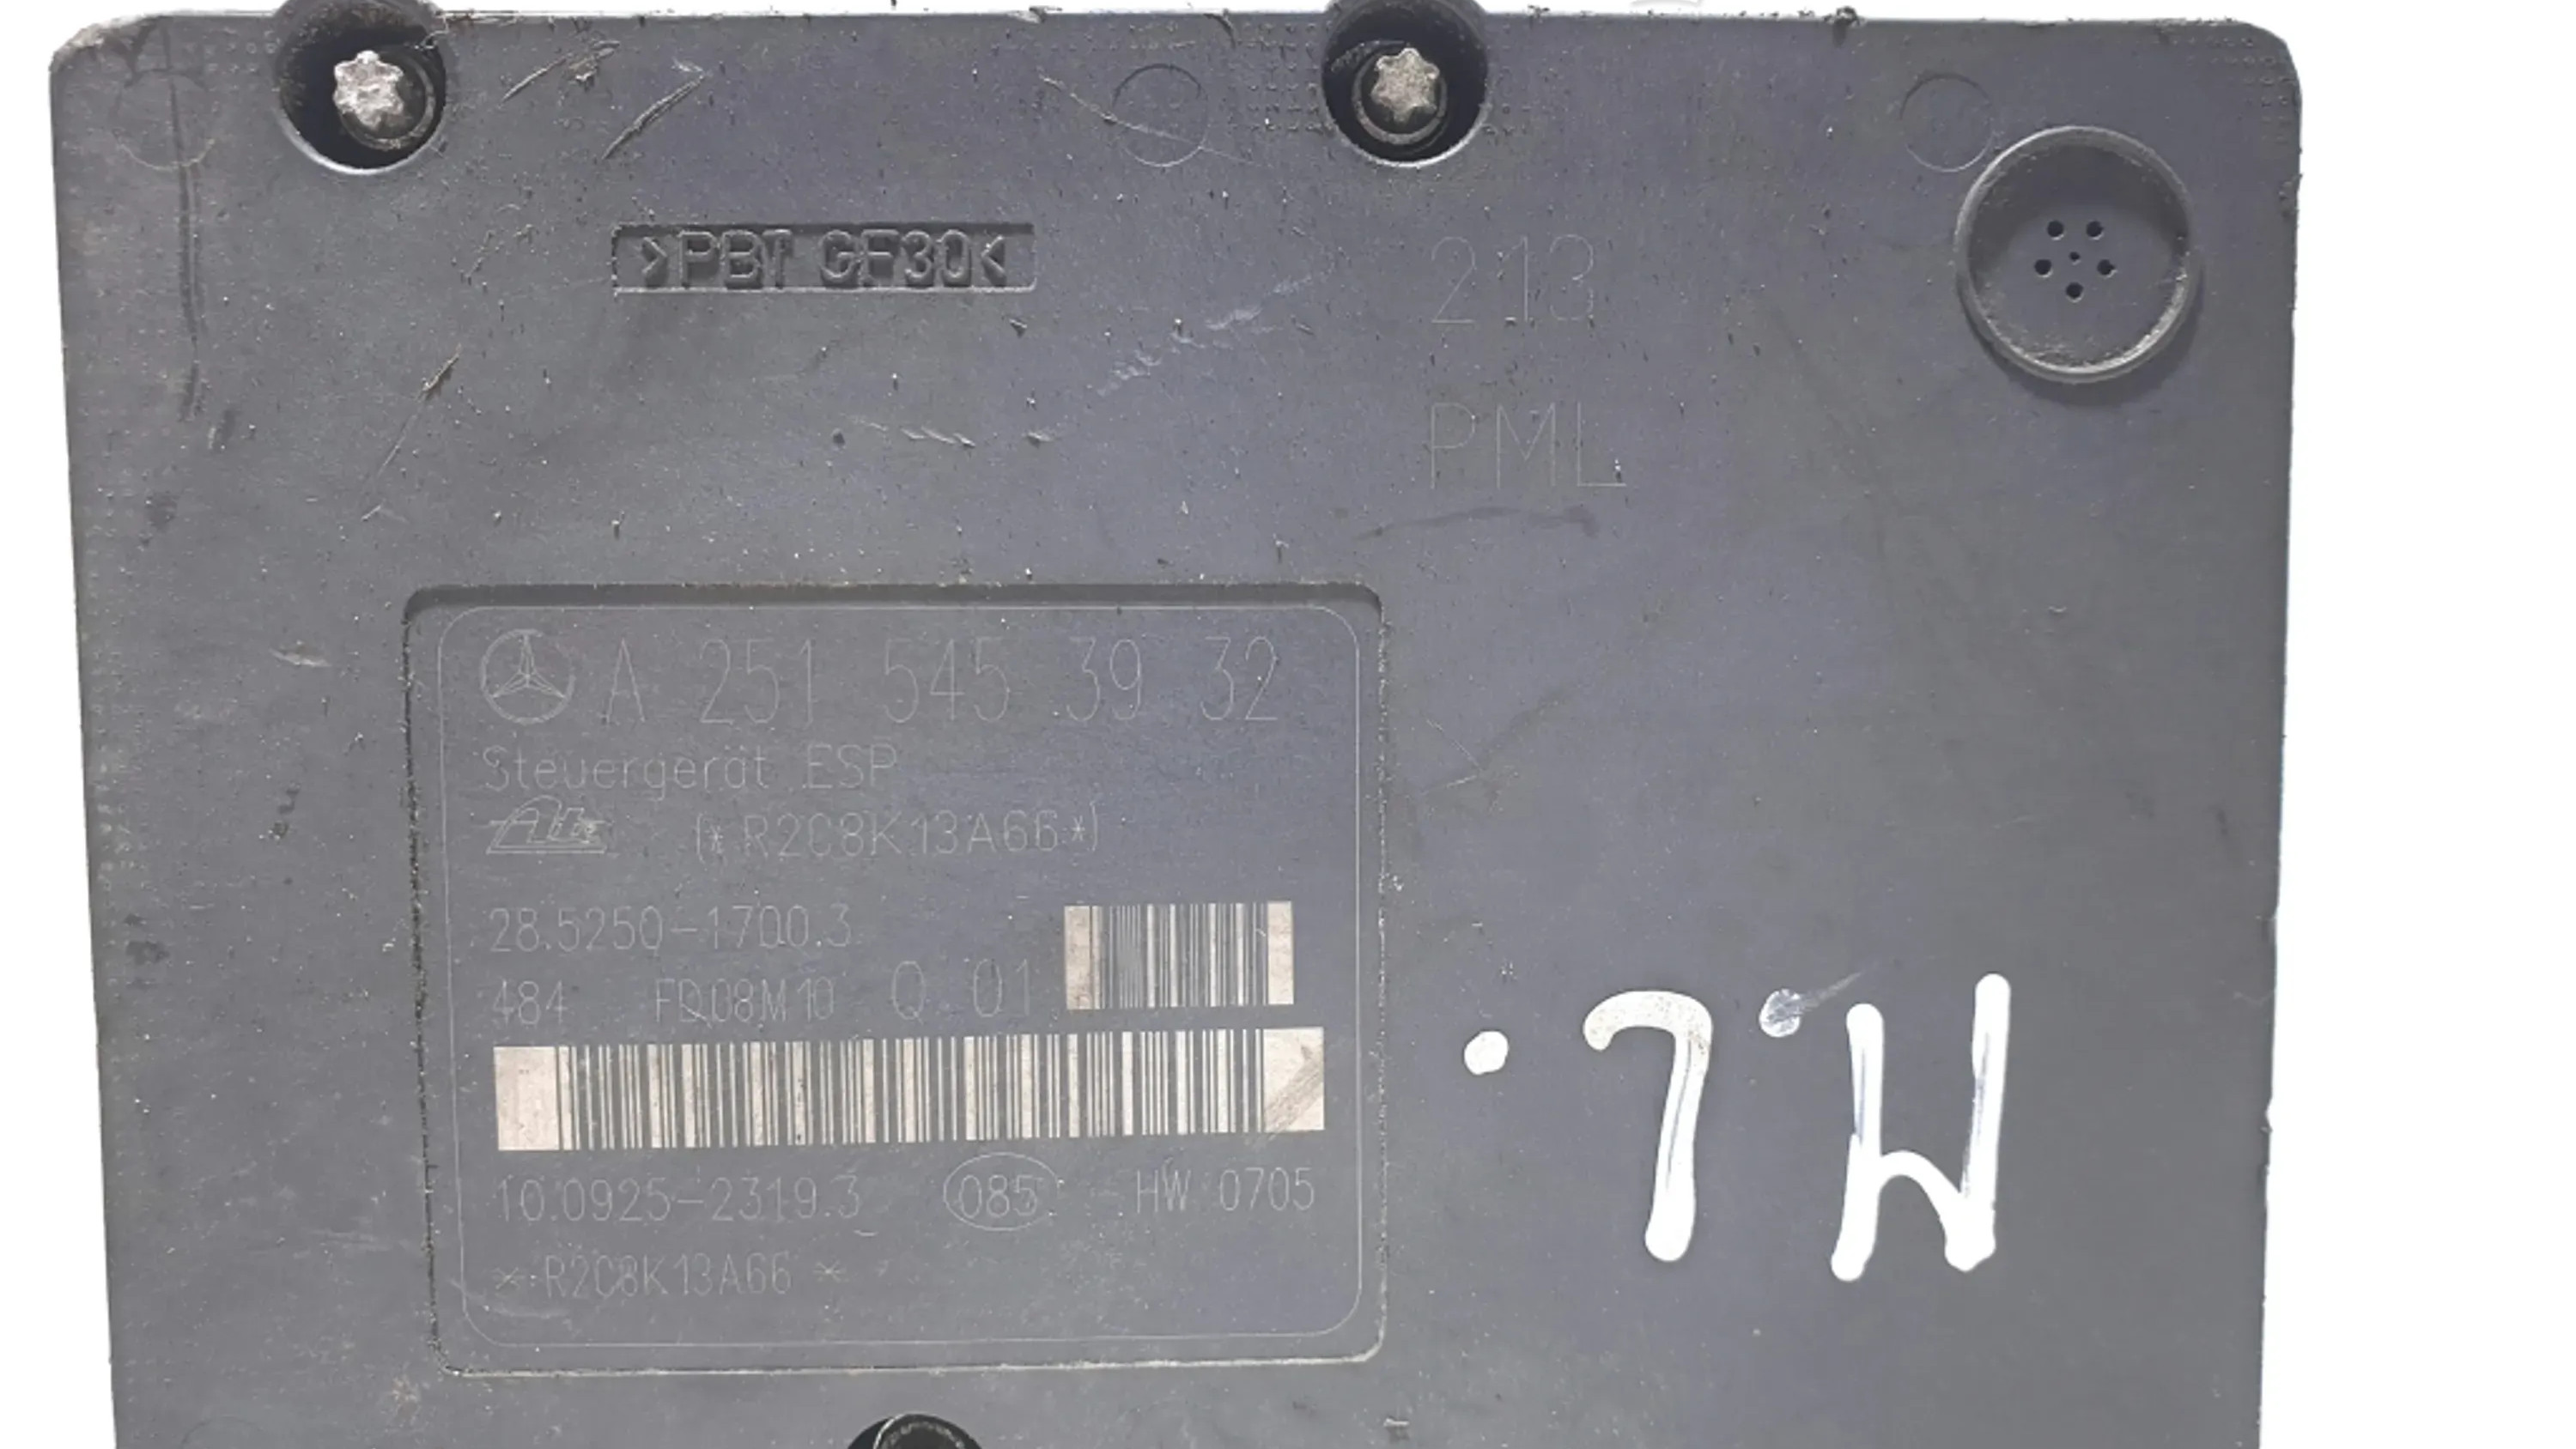 >PBT GF30<
213
PML
A 251 545 39 32
Steuergerät ESP
Ate (*R2C8K13A66*)
28.5250-1700.3
484 FD08M10 Q 01
10.0925-2319.3 085 HW 0705
*R2C8K13A66*